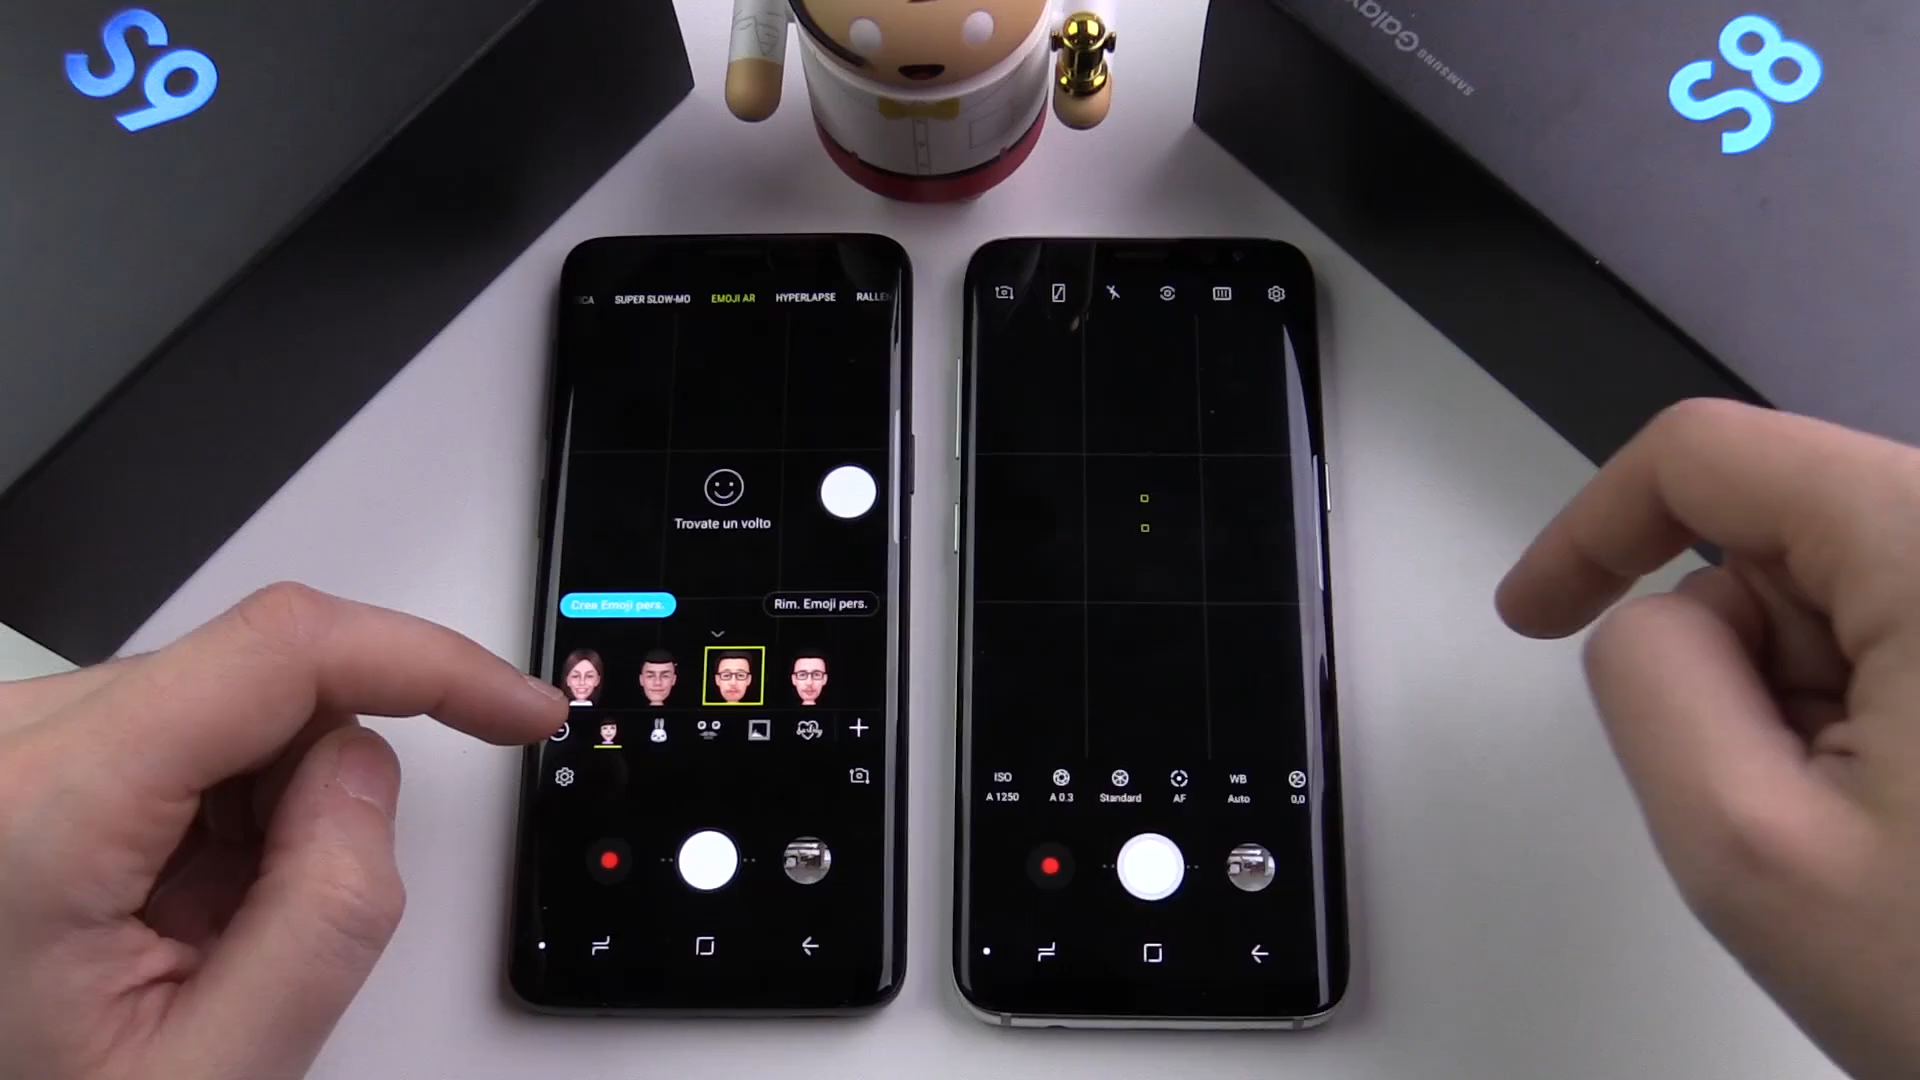 S9
S8
SAMSUNG
Galaxy
SUPER SLOW-MO
EMOJI AR
HYPERLAPSE
RALLEN
Trovate un volto
Crea Emoji pers.
Rim. Emoji pers.
ISO
A 1250
A 0.3
Standard
AF
WB
Auto
0,0